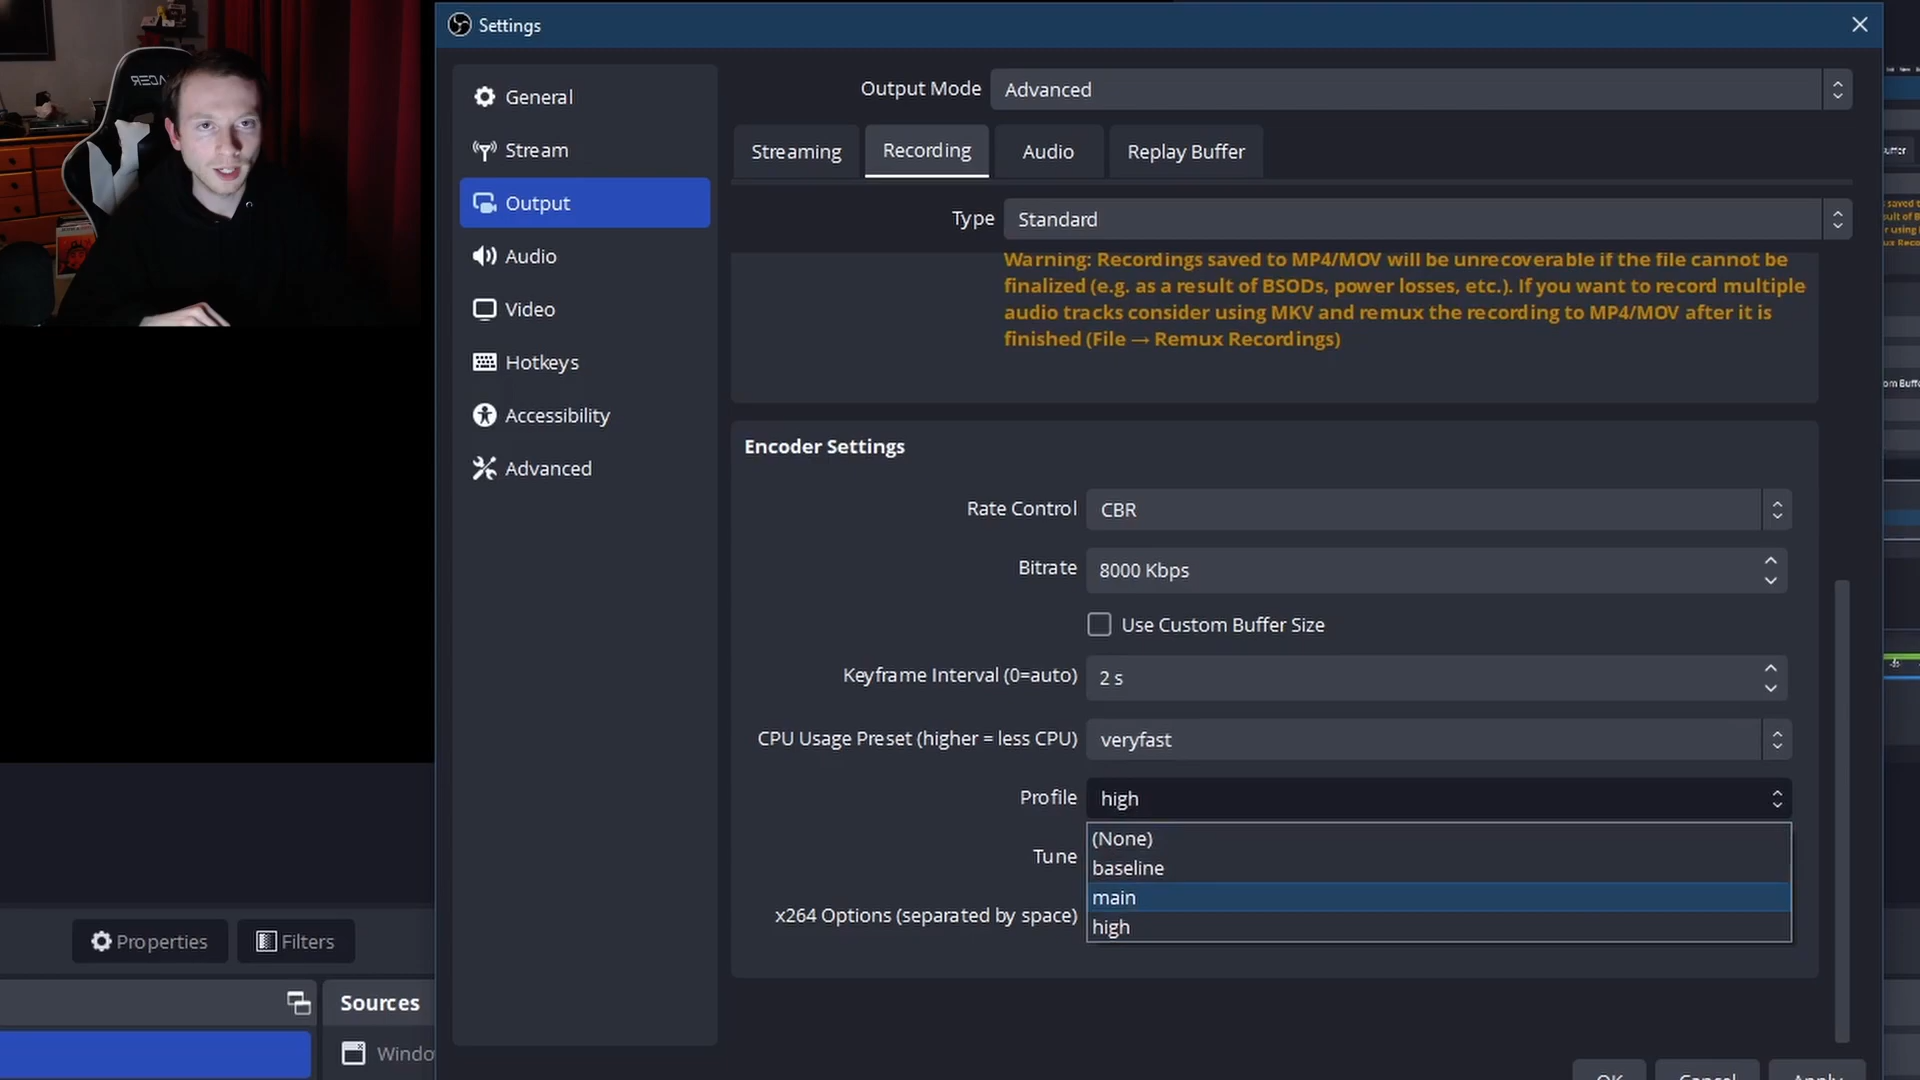 Settings
General
Stream
Output
Audio
Video
Hotkeys
Accessibility
Advanced
Output Mode
Advanced
Streaming
Recording
Audio
Replay Buffer
Type
Standard
Warning: Recordings saved to MP4/MOV will be unrecoverable if the file cannot be
finalized (e.g. as a result of BSODs, power losses, etc.). If you want to record multiple
audio tracks consider using MKV and remux the recording to MP4/MOV after it is
finished (File → Remux Recordings)
Encoder Settings
Rate Control
CBR
Bitrate
8000 Kbps
Use Custom Buffer Size
Keyframe Interval (0=auto)
2 s
CPU Usage Preset (higher = less CPU)
veryfast
Profile
high
(None)
baseline
main
high
Tune
x264 Options (separated by space)
Properties
Filters
Sources
Windo
OK
Cancel
Apply